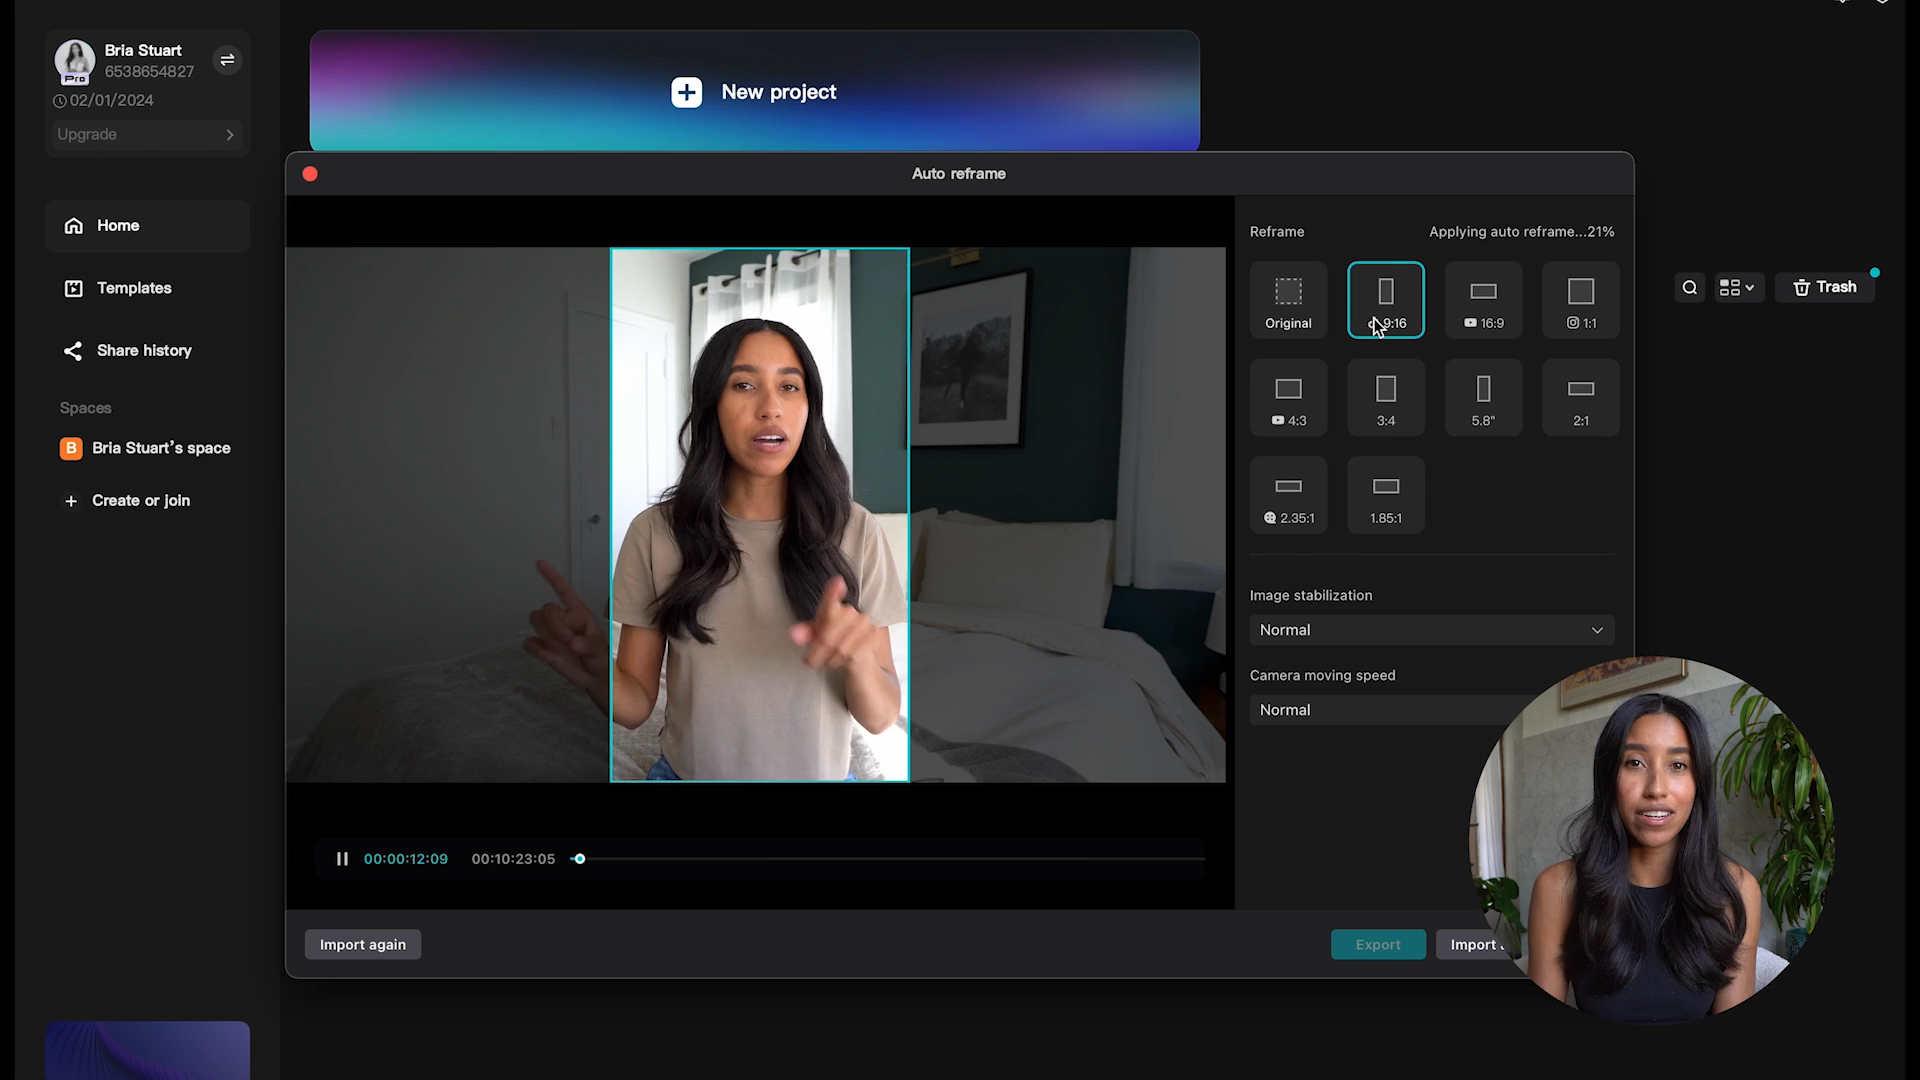 Bria Stuart
Pro
6538654827
02/01/2024
Upgrade
Home
Templates
Share history
Spaces
B Bria Stuart's space
+ Create or join
New project
Auto reframe
Reframe
Applying auto reframe...21%
Original
9:16
16:9
1:1
4:3
3:4
5.8"
2:1
2.35:1
1.85:1
Image stabilization
Normal
Camera moving speed
Normal
00:00:12:09 00:10:23:05
Import again
Export
Import
Trash